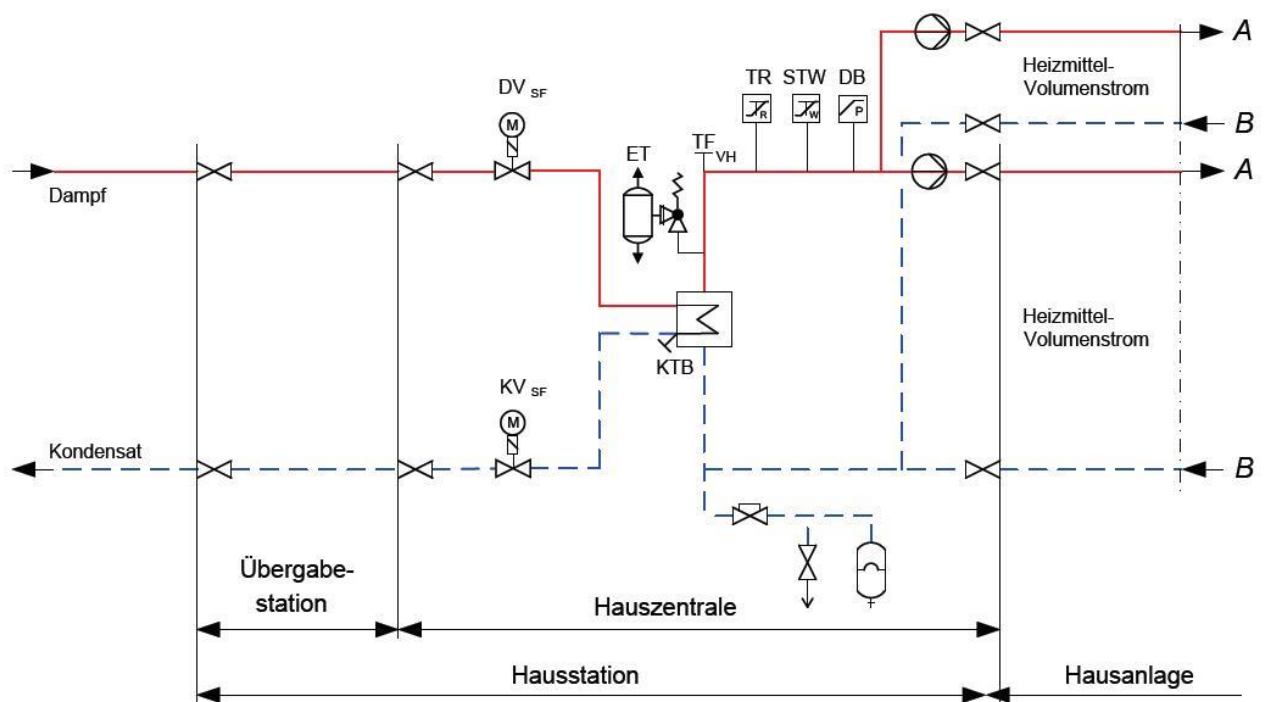 A
Heizmittel-
Volumenstrom
DV SF
M
TR STW DB
R
W
P
B
ET
TF VH
A
Dampf
Heizmittel-
Volumenstrom
KTB
KV SF
M
Kondensat
B
Übergabe-
station
Hauszentrale
Hausstation
Hausanlage